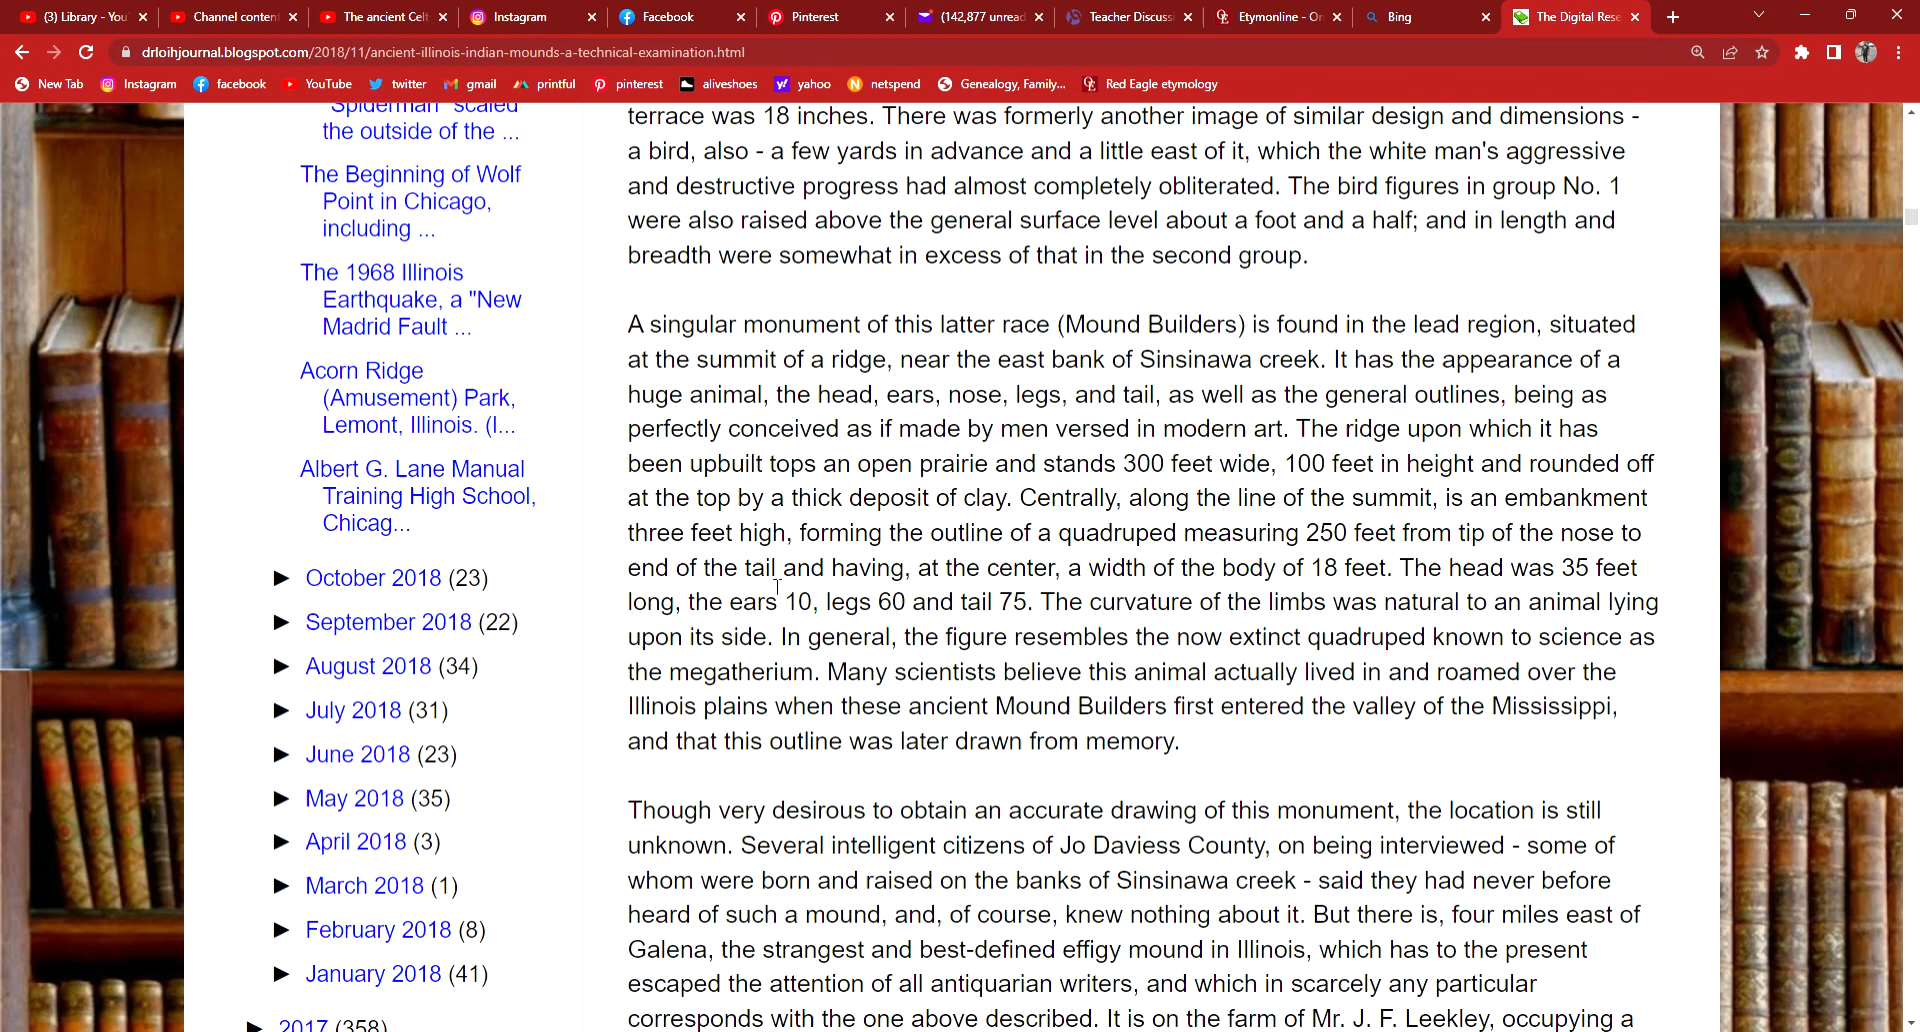 (3) Library - You
Channel conten
The ancient Celt
Instagram
Facebook
Pinterest
(142,877 unread
Teacher Discuss
Etymonline - On
Bing
The Digital Rese
drloihjournal.blogspot.com/2018/11/ancient-illinois-indian-mounds-a-technical-examination.html
New Tab
Instagram
facebook
YouTube
twitter
gmail
printful
pinterest
aliveshoes
yahoo
netspend
Genealogy, Family...
Red Eagle etymology
"Spiderman" scaled
the outside of the ...
The Beginning of Wolf
Point in Chicago,
including ...
The 1968 Illinois
Earthquake, a "New
Madrid Fault ...
Acorn Ridge
(Amusement) Park,
Lemont, Illinois. (I...
Albert G. Lane Manual
Training High School,
Chicag...
► October 2018 (23)
► September 2018 (22)
► August 2018 (34)
► July 2018 (31)
► June 2018 (23)
► May 2018 (35)
► April 2018 (3)
► March 2018 (1)
► February 2018 (8)
► January 2018 (41)
► 2017 (358)
terrace was 18 inches. There was formerly another image of similar design and dimensions -
a bird, also - a few yards in advance and a little east of it, which the white man's aggressive
and destructive progress had almost completely obliterated. The bird figures in group No. 1
were also raised above the general surface level about a foot and a half; and in length and
breadth were somewhat in excess of that in the second group.
A singular monument of this latter race (Mound Builders) is found in the lead region, situated
at the summit of a ridge, near the east bank of Sinsinawa creek. It has the appearance of a
huge animal, the head, ears, nose, legs, and tail, as well as the general outlines, being as
perfectly conceived as if made by men versed in modern art. The ridge upon which it has
been upbuilt tops an open prairie and stands 300 feet wide, 100 feet in height and rounded off
at the top by a thick deposit of clay. Centrally, along the line of the summit, is an embankment
three feet high, forming the outline of a quadruped measuring 250 feet from tip of the nose to
end of the tail and having, at the center, a width of the body of 18 feet. The head was 35 feet
long, the ears 10, legs 60 and tail 75. The curvature of the limbs was natural to an animal lying
upon its side. In general, the figure resembles the now extinct quadruped known to science as
the megatherium. Many scientists believe this animal actually lived in and roamed over the
Illinois plains when these ancient Mound Builders first entered the valley of the Mississippi,
and that this outline was later drawn from memory.
Though very desirous to obtain an accurate drawing of this monument, the location is still
unknown. Several intelligent citizens of Jo Daviess County, on being interviewed - some of
whom were born and raised on the banks of Sinsinawa creek - said they had never before
heard of such a mound, and, of course, knew nothing about it. But there is, four miles east of
Galena, the strangest and best-defined effigy mound in Illinois, which has to the present
escaped the attention of all antiquarian writers, and which in scarcely any particular
corresponds with the one above described. It is on the farm of Mr. J. F. Leekley, occupying a